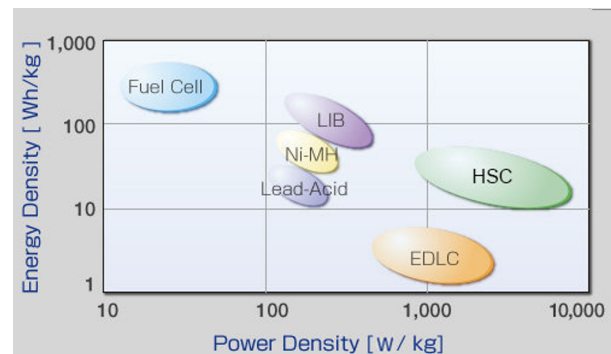 Energy Density [ Wh/kg]
1,000
100
10
1
Fuel Cell
LIB
Ni-MH
Lead-Acid
HSC
EDLC
10
100
1,000
10,000
Power Density [W/ kg]